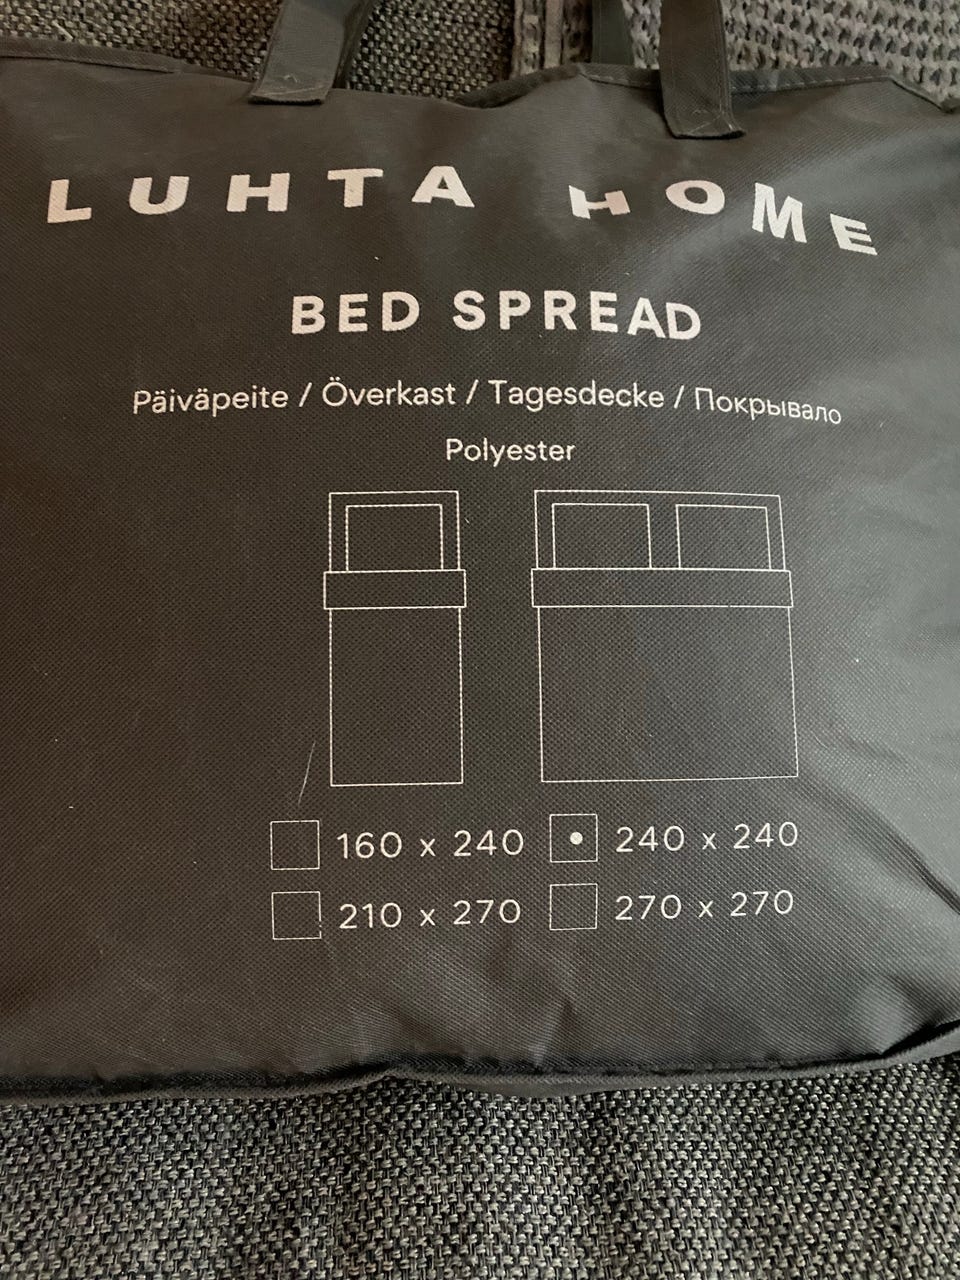 LUHTA HOME
BED SPREAD
Päiväpeite / Överkast / Tagesdecke / Покрывало
Polyester
160 x 240 240 x 240
210 x 270 270 x 270